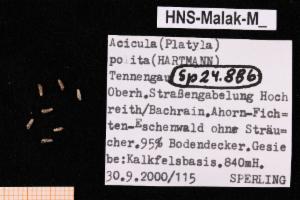 HNS-Malak-M_
Acicula(Platyla)
polita(HARTMANN)
Tennengau Sp24.886
Oberh.Straßengabelung Hoch
reith/Bachrain.Ahorn-Fich-
ten-Eschenwald ohne Sträu-
cher.95% Bodendecker.Gesie
be:Kalkfelsbasis.840mH.
30.9.2000/115 SPERLING